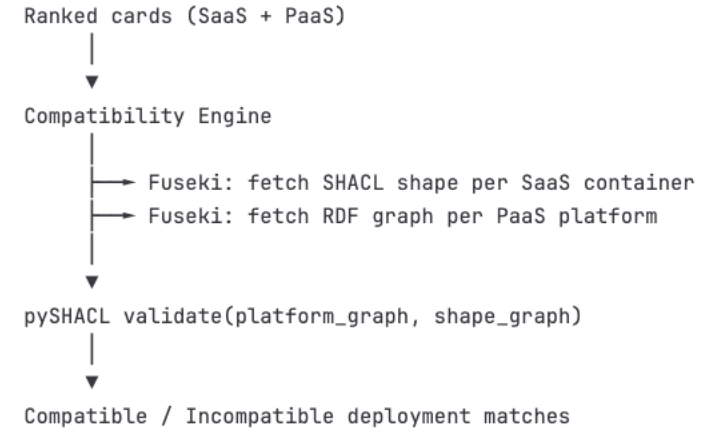 Ranked cards (SaaS + PaaS)
Compatibility Engine
Fuseki: fetch SHACL shape per SaaS container
Fuseki: fetch RDF graph per PaaS platform
pySHACL validate(platform_graph, shape_graph)
Compatible / Incompatible deployment matches